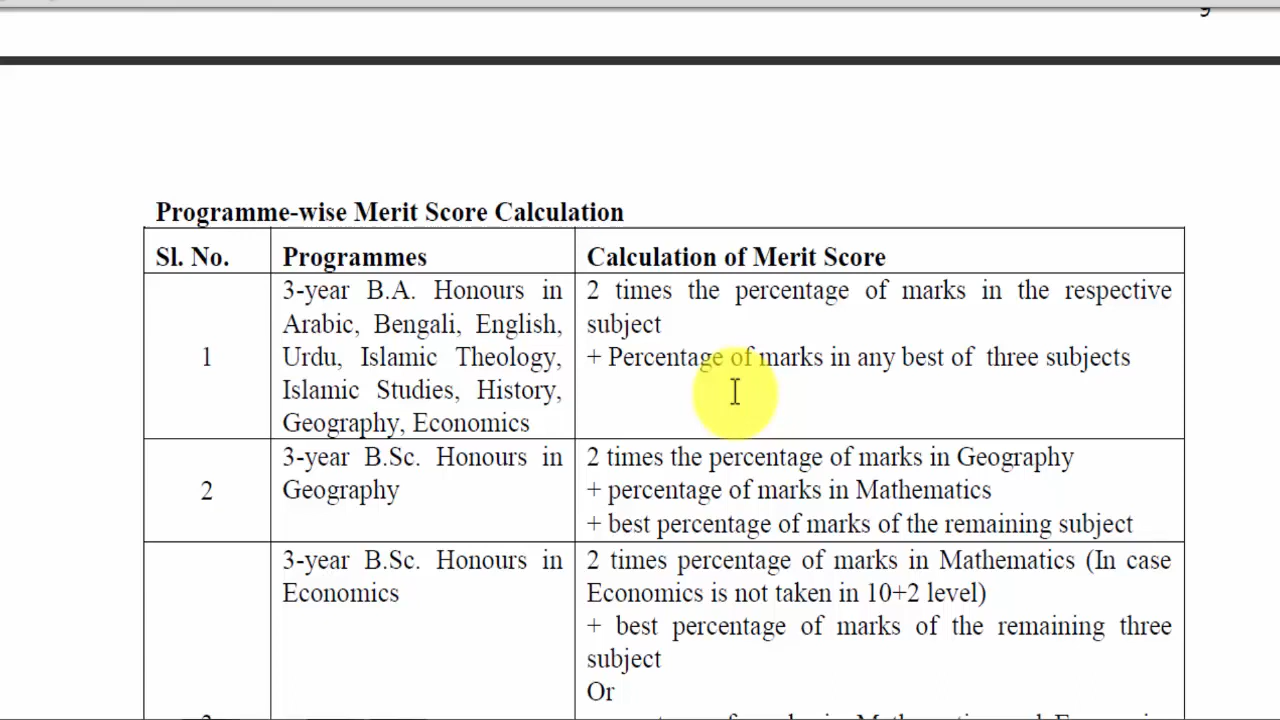 9
Programme-wise Merit Score Calculation
Sl. No. Programmes Calculation of Merit Score
1
3-year B.A. Honours in
Arabic, Bengali, English,
Urdu, Islamic Theology,
Islamic Studies, History,
Geography, Economics
2 times the percentage of marks in the respective
subject
+ Percentage of marks in any best of three subjects
2
3-year B.Sc. Honours in
Geography
2 times the percentage of marks in Geography
+ percentage of marks in Mathematics
+ best percentage of marks of the remaining subject
3-year B.Sc. Honours in
Economics
2 times percentage of marks in Mathematics (In case
Economics is not taken in 10+2 level)
+ best percentage of marks of the remaining three
subject
Or